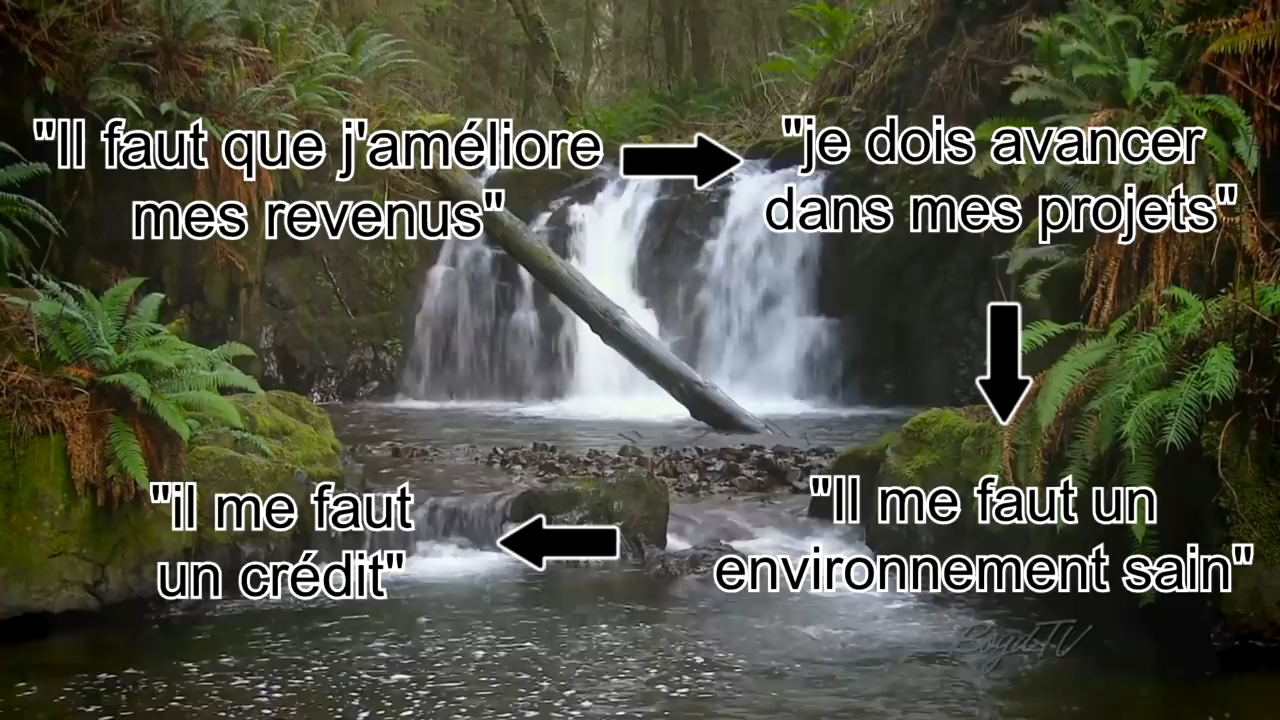 "Il faut que j'améliore
mes revenus"
"je dois avancer
dans mes projets"
"Il me faut un
environnement sain"
"il me faut
un crédit"